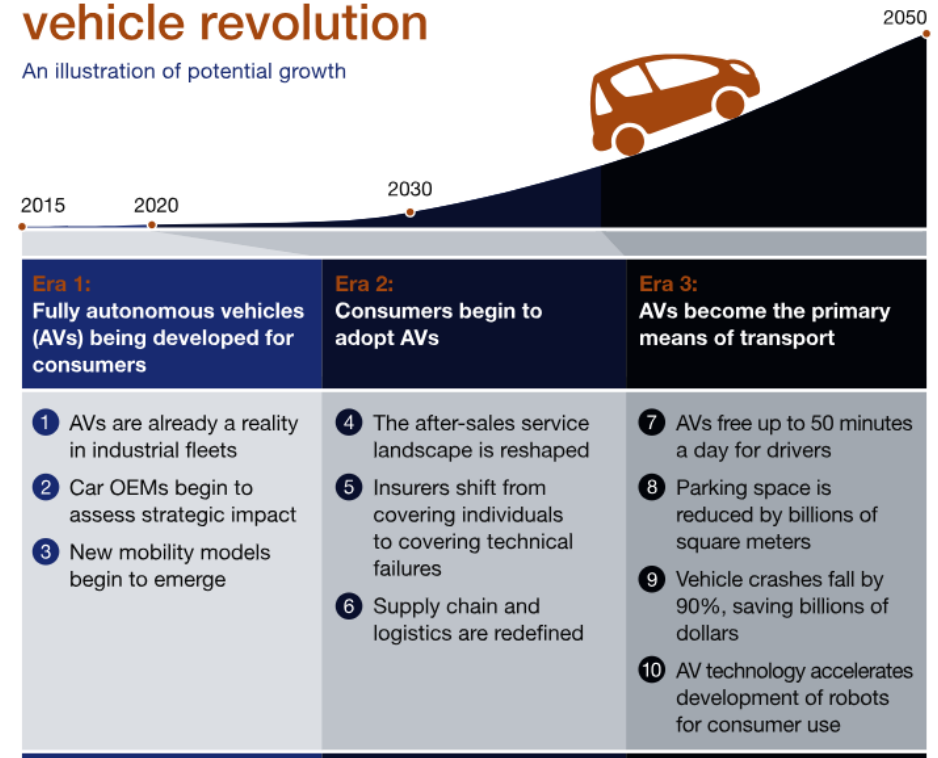 vehicle revolution
An illustration of potential growth
2015
2020
2030
2050
Era 1:
Fully autonomous vehicles
(AVs) being developed for
consumers
Era 2:
Consumers begin to
adopt AVs
Era 3:
AVs become the primary
means of transport
1 AVs are already a reality
in industrial fleets
2 Car OEMs begin to
assess strategic impact
3 New mobility models
begin to emerge
4 The after-sales service
landscape is reshaped
5 Insurers shift from
covering individuals
to covering technical
failures
6 Supply chain and
logistics are redefined
7 AVs free up to 50 minutes
a day for drivers
8 Parking space is
reduced by billions of
square meters
9 Vehicle crashes fall by
90%, saving billions of
dollars
10 AV technology accelerates
development of robots
for consumer use